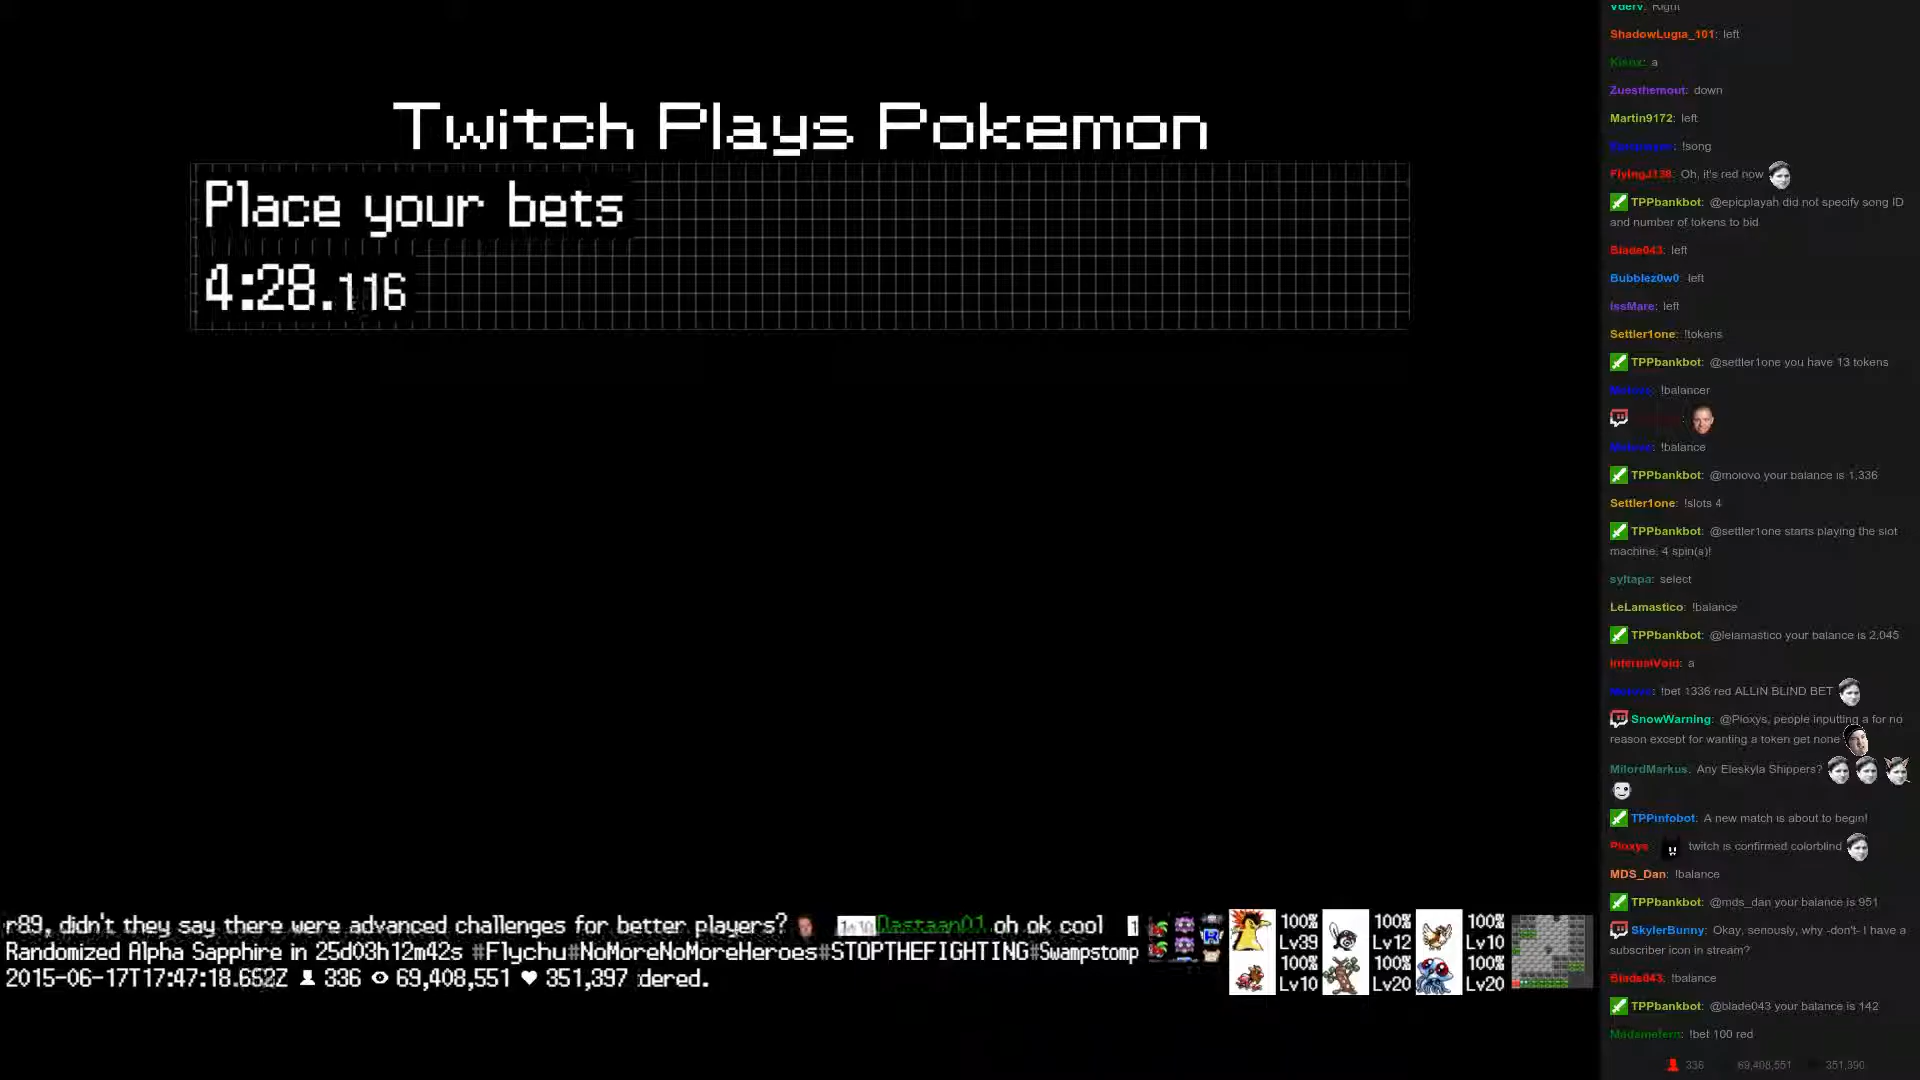 Twitch Plays Pokemon
Place your bets
4:28.116
r89, didn't they say there were advanced challenges for better players? Dastaan01 oh ok cool
Randomized Alpha Sapphire in 25d03h12m42s #Flychu#NoMoreNoMoreHeroes#STOPTHEFIGHTING#Swampstomp
2015-06-17T17:47:18.652Z 336 69,408,551 351,397 dered.
100% 100% 100%
Lv39 Lv12 Lv10
100% 100% 100%
Lv10 Lv20 Lv20
Vderv: Right
ShadowLugia_101: left
a
Zuesthemout: down
Martin9172: left
!song
FlyingJ138: Oh, it's red now
TPPbankbot: @epicplayah did not specify song ID
and number of tokens to bid
Blade043: left
Bubblez0w0: left
IssMare: left
Settler1one: !tokens
TPPbankbot: @settler1one you have 13 tokens
!balancer
!balance
TPPbankbot: @molovo your balance is 1,336
Settler1one: !slots 4
TPPbankbot: @settler1one starts playing the slot
machine. 4 spin(s)!
syltapa: select
LeLamastico: !balance
TPPbankbot: @lelamastico your balance is 2,045
InfernalVoid: a
!bet 1336 red ALLIN BLIND BET
SnowWarning: @Pioxys, people inputting a for no
reason except for wanting a token get none
MilordMarkus: Any Eleskyla Shippers?
TPPinfobot: A new match is about to begin!
Pioxys twitch is confirmed colorblind
MDS_Dan: !balance
TPPbankbot: @mds_dan your balance is 951
SkylerBunny: Okay, seriously, why -don't- I have a
subscriber icon in stream?
Blade043: !balance
TPPbankbot: @blade043 your balance is 142
Madamefern: !bet 100 red
336 69,408,551 351,390